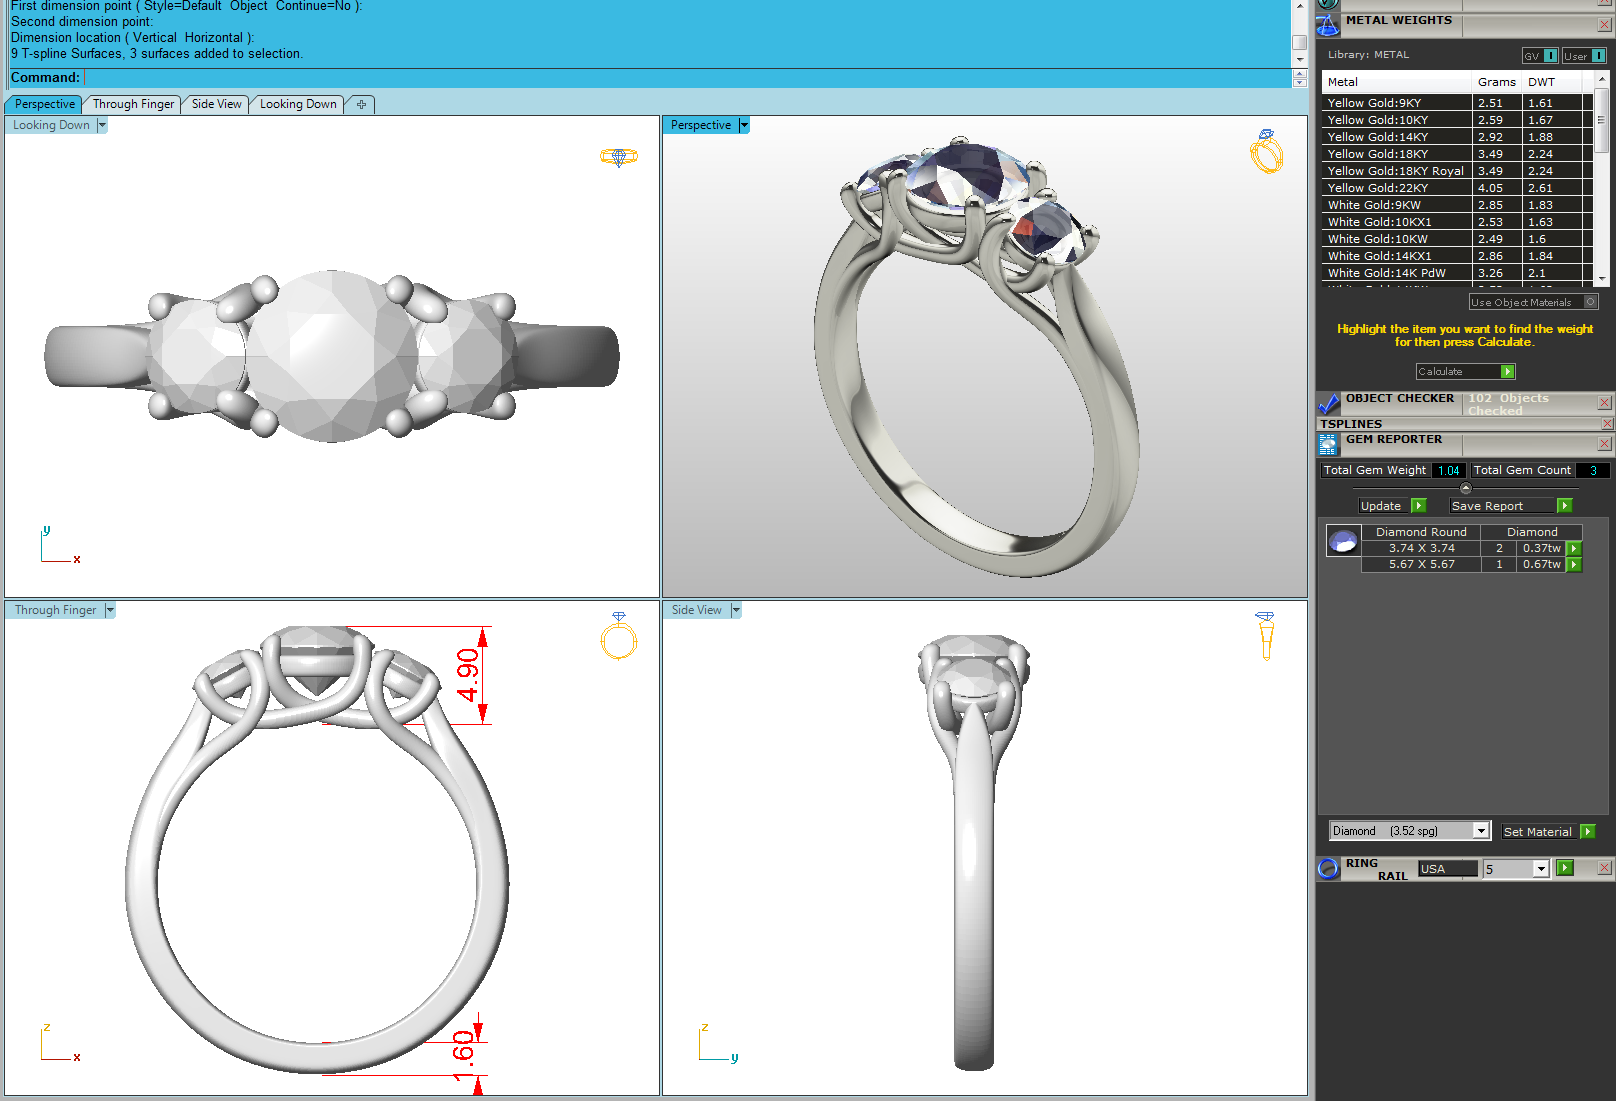 First dimension point ( Style=Default  Object  Continue=No ):
Second dimension point:
Dimension location ( Vertical  Horizontal ):
9 T-spline Surfaces, 3 surfaces added to selection.
Command:
Perspective
Through Finger
Side View
Looking Down
Looking Down
y
x
Perspective
Through Finger
4.90
1.60
z
x
Side View
z
y
METAL WEIGHTS
Library: METAL
GV
User
Metal Grams DWT
Yellow Gold:9KY 2.51 1.61
Yellow Gold:10KY 2.59 1.67
Yellow Gold:14KY 2.92 1.88
Yellow Gold:18KY 3.49 2.24
Yellow Gold:18KY Royal 3.49 2.24
Yellow Gold:22KY 4.05 2.61
White Gold:9KW 2.85 1.83
White Gold:10KX1 2.53 1.63
White Gold:10KW 2.49 1.6
White Gold:14KX1 2.86 1.84
White Gold:14K PdW 3.26 2.1
Use Object Materials
Highlight the item you want to find the weight
for then press Calculate.
Calculate
OBJECT CHECKER
102 Objects
Checked
TSPLINES
GEM REPORTER
Total Gem Weight 1.04 Total Gem Count 3
Update
Save Report
Diamond Round Diamond
3.74 X 3.74 2 0.37tw
5.67 X 5.67 1 0.67tw
Diamond (3.52 spg)
Set Material
RING
RAIL
USA
5